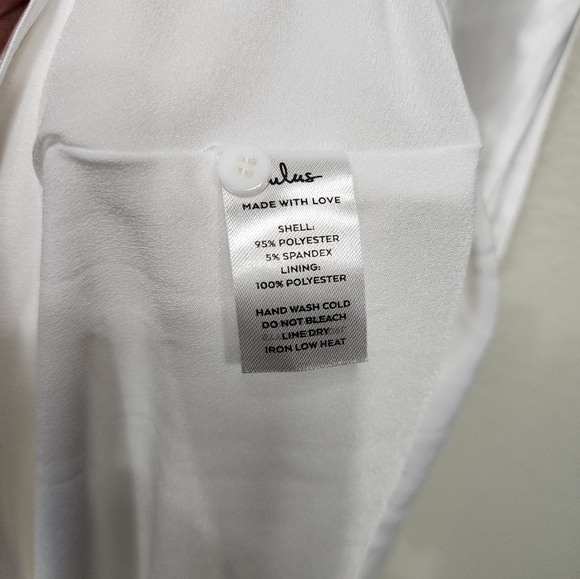 ulus
MADE WITH LOVE
SHELL:
95% POLYESTER
5% SPANDEX
LINING:
100% POLYESTER
HAND WASH COLD
DO NOT BLEACH
LINE DRY
IRON LOW HEAT